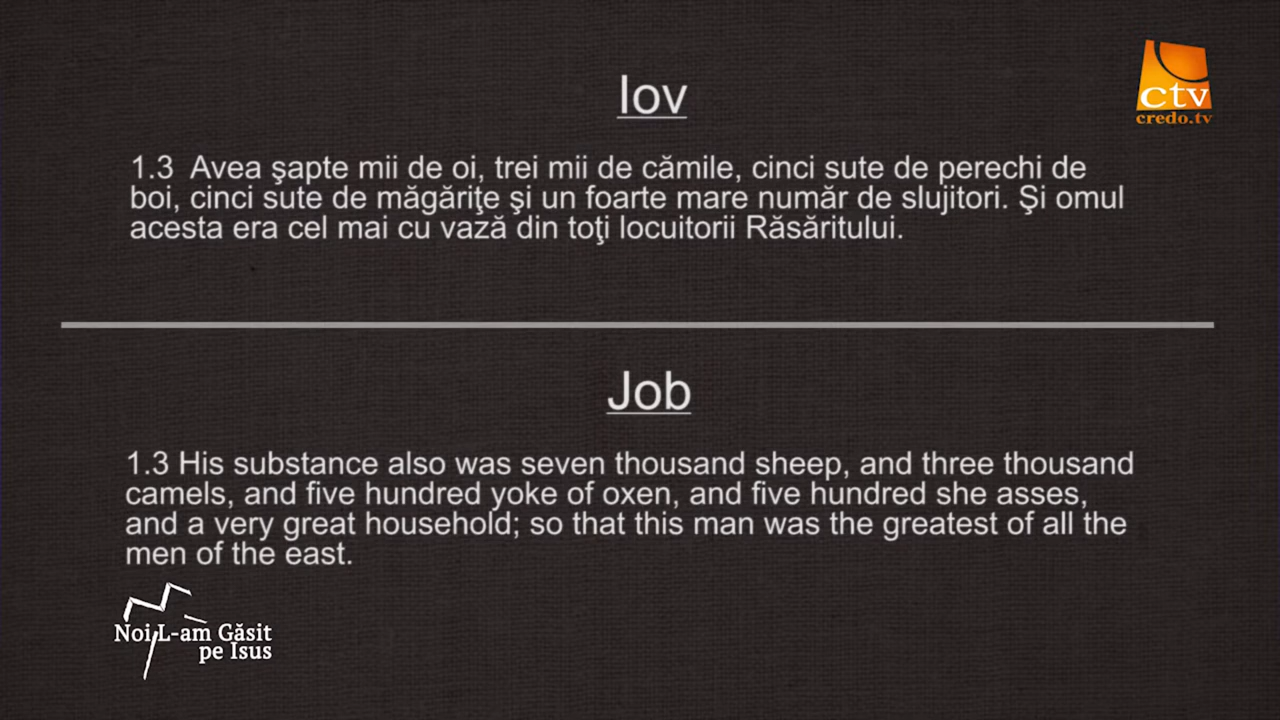 Iov
ctv
credo.tv
1.3 Avea şapte mii de oi, trei mii de cămile, cinci sute de perechi de
boi, cinci sute de măgăriţe şi un foarte mare număr de slujitori. Şi omul
acesta era cel mai cu vază din toţi locuitorii Răsăritului.
Job
1.3 His substance also was seven thousand sheep, and three thousand
camels, and five hundred yoke of oxen, and five hundred she asses,
and a very great household; so that this man was the greatest of all the
men of the east.
Noi L-am Găsit
pe Isus